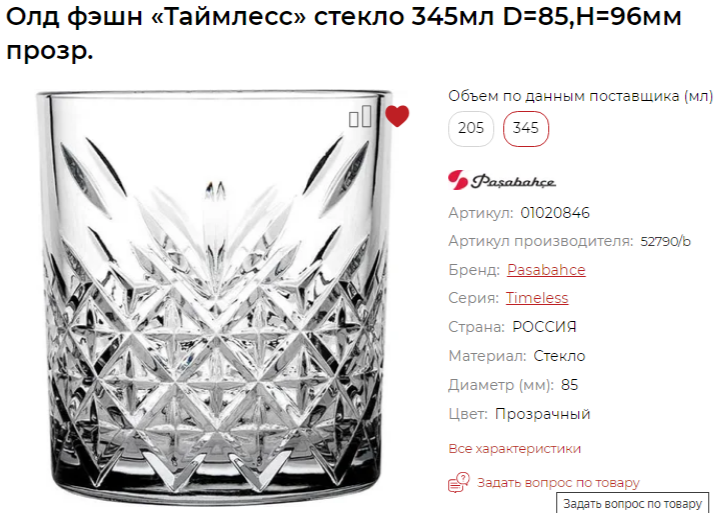 Олд фэшн «Таймлесс» стекло 345мл D=85,H=96мм
прозр.
Объем по данным поставщика (мл)
205 345
Paşabahçe
Артикул: 01020846
Артикул производителя: 52790/b
Бренд: Pasabahce
Серия: Timeless
Страна: РОССИЯ
Материал: Стекло
Диаметр (мм): 85
Цвет: Прозрачный
Все характеристики
Задать вопрос по товару
Задать вопрос по товару